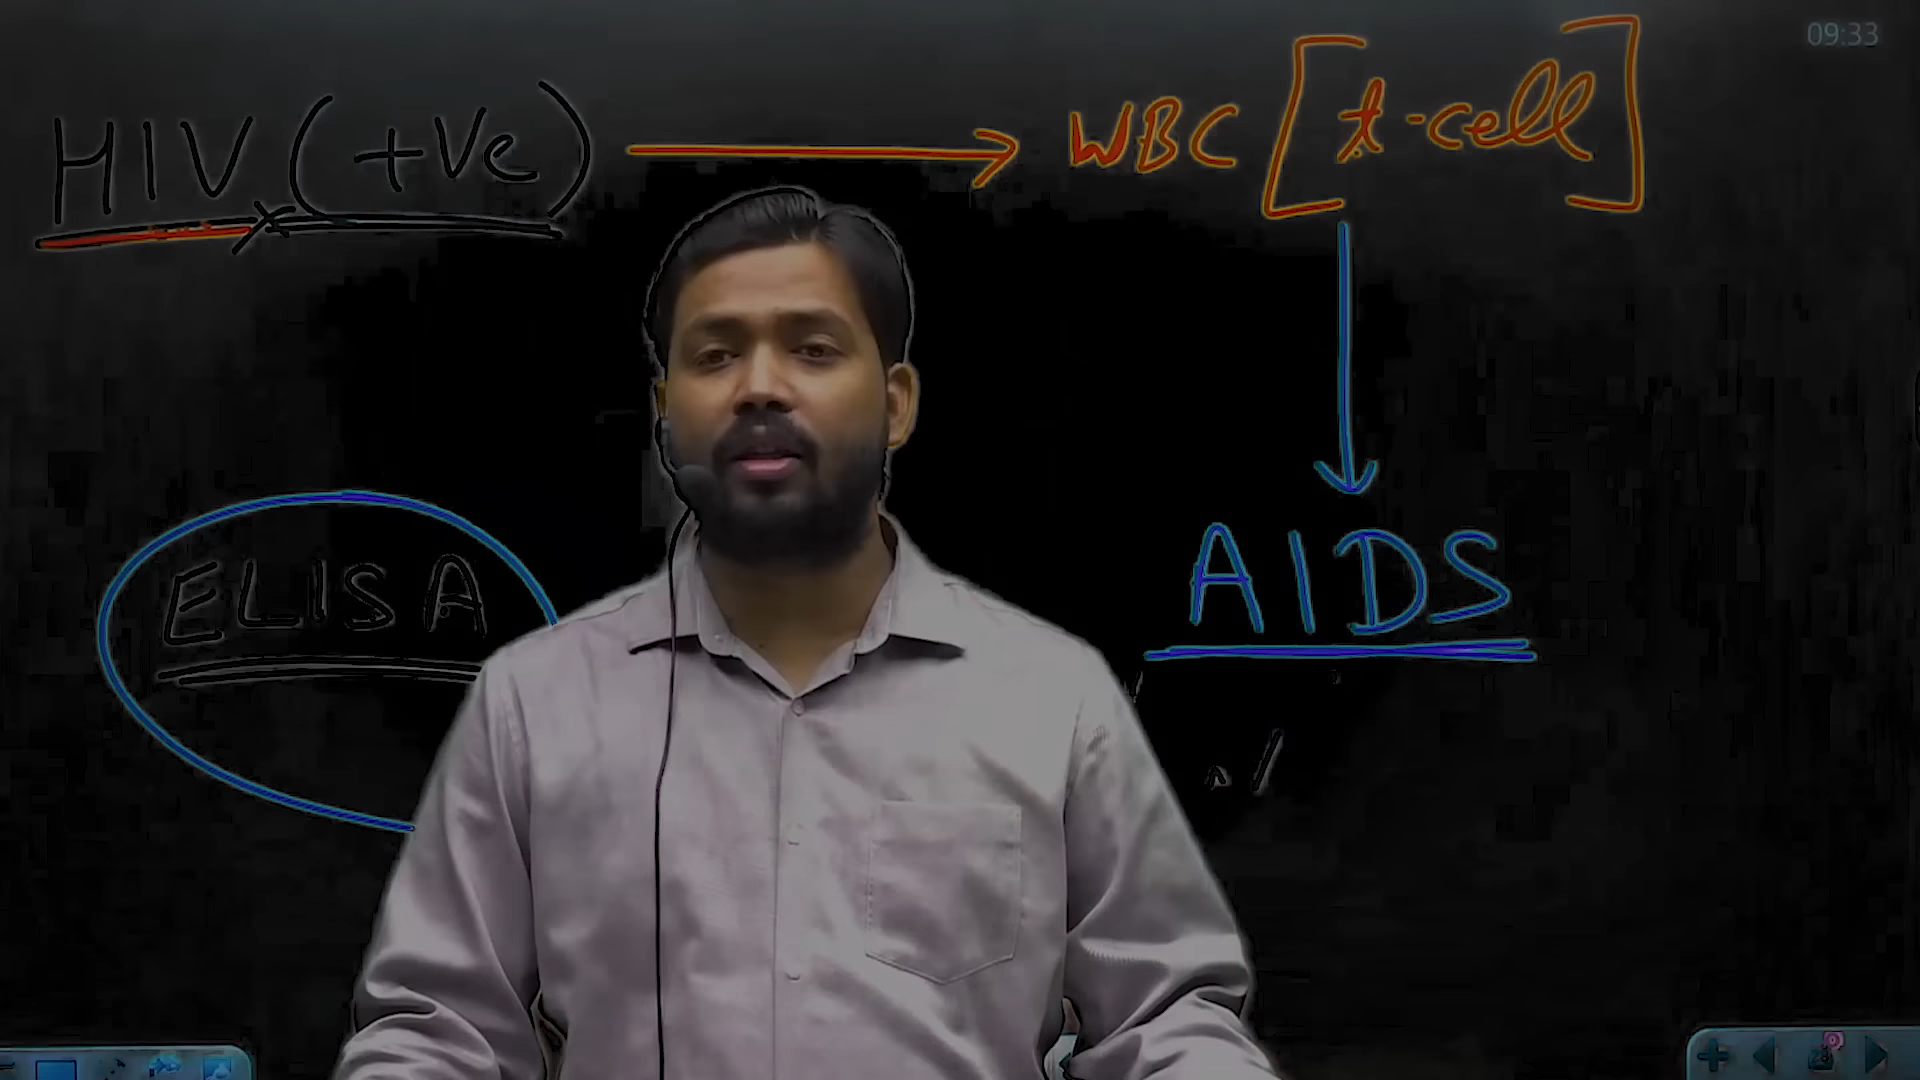 09:33
HIV (+Ve) → WBC [t-cell]
ELISA
AIDS